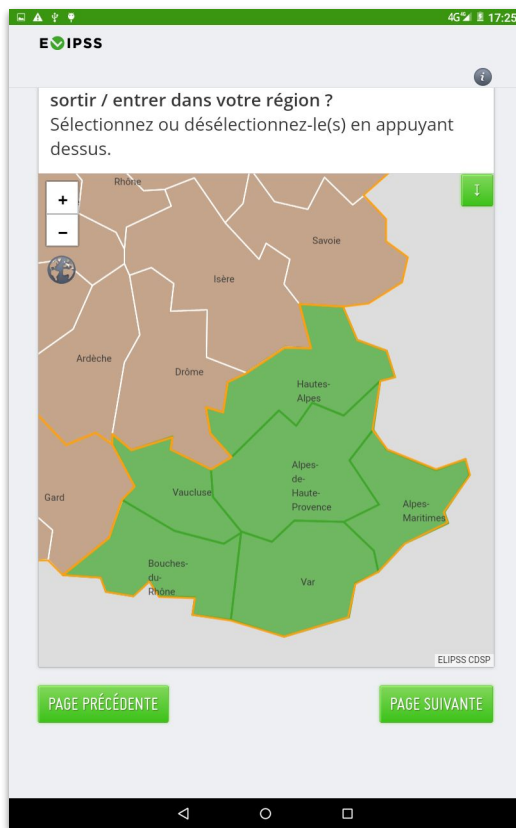 4G 17:25
ELIPSS
i
sortir / entrer dans votre région ?
Sélectionnez ou désélectionnez-le(s) en appuyant
dessus.
+
−
Rhône
Savoie
Isère
Ardèche
Drôme
Hautes-
Alpes
Gard
Vaucluse
Alpes-
de-
Haute-
Provence
Alpes-
Maritimes
Bouches-
du-
Rhône
Var
ELIPSS CDSP
PAGE PRÉCÉDENTE
PAGE SUIVANTE